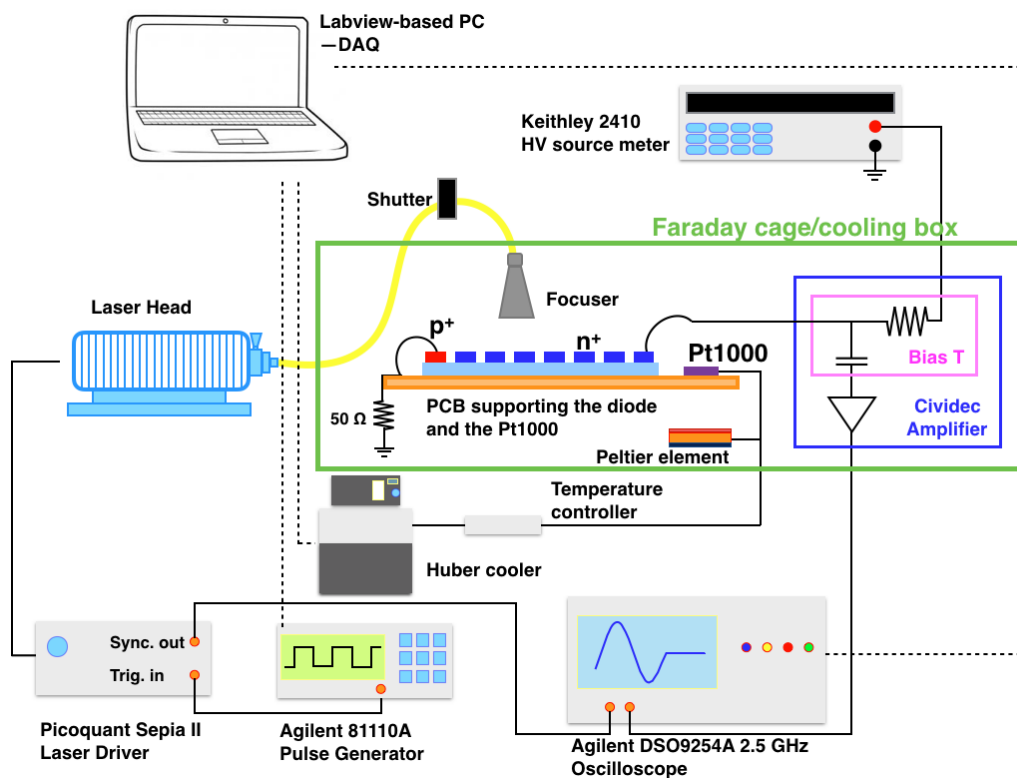 Labview-based PC
—DAQ
Keithley 2410
HV source meter
Shutter
Faraday cage/cooling box
Laser Head
Focuser
p+
n+
Pt1000
Bias T
50 Ω
PCB supporting the diode
and the Pt1000
Cividec
Amplifier
Peltier element
Temperature
controller
Huber cooler
Sync. out
Trig. in
Picoquant Sepia II
Laser Driver
Agilent 81110A
Pulse Generator
Agilent DSO9254A 2.5 GHz
Oscilloscope